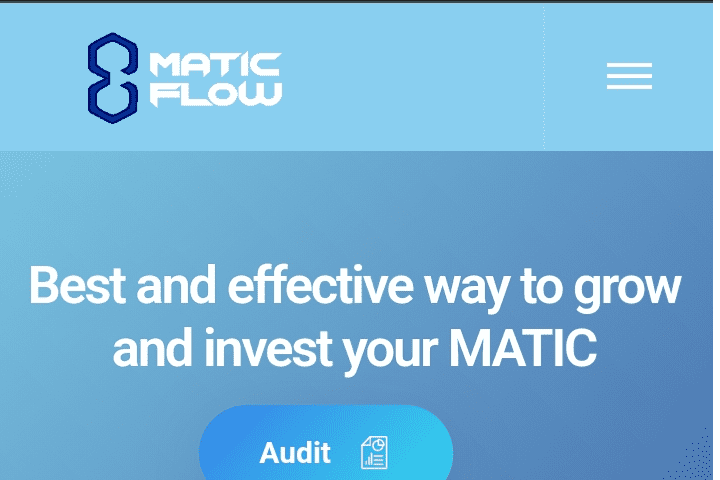 MATIC
FLOW
Best and effective way to grow
and invest your MATIC
Audit